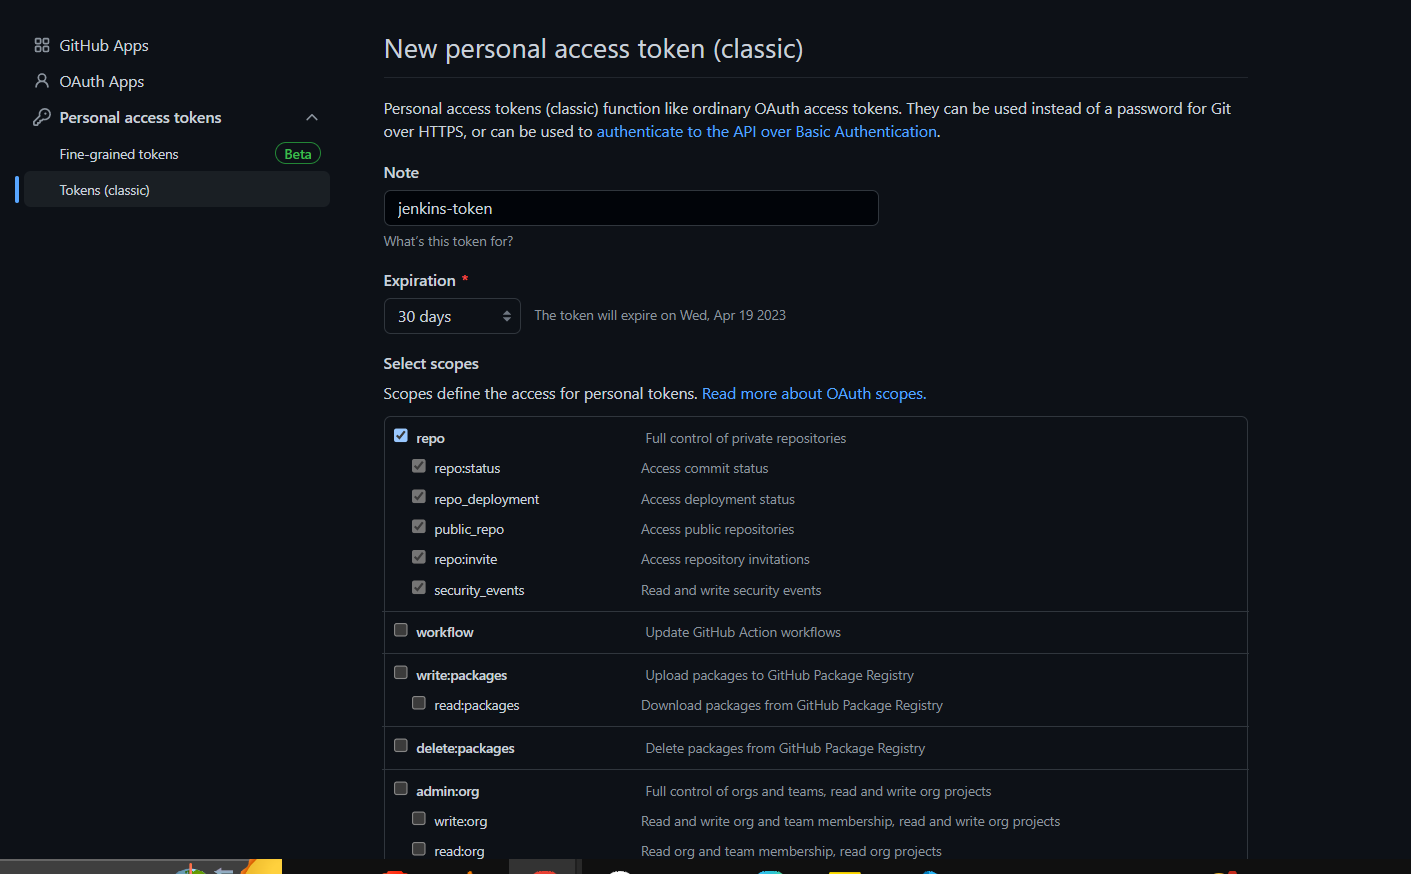 GitHub Apps
OAuth Apps
Personal access tokens
Fine-grained tokens Beta
Tokens (classic)
New personal access token (classic)
Personal access tokens (classic) function like ordinary OAuth access tokens. They can be used instead of a password for Git
over HTTPS, or can be used to authenticate to the API over Basic Authentication.
Note
jenkins-token
What's this token for?
Expiration *
30 days The token will expire on Wed, Apr 19 2023
Select scopes
Scopes define the access for personal tokens. Read more about OAuth scopes.
repo Full control of private repositories
repo:status Access commit status
repo_deployment Access deployment status
public_repo Access public repositories
repo:invite Access repository invitations
security_events Read and write security events
workflow Update GitHub Action workflows
write:packages Upload packages to GitHub Package Registry
read:packages Download packages from GitHub Package Registry
delete:packages Delete packages from GitHub Package Registry
admin:org Full control of orgs and teams, read and write org projects
write:org Read and write org and team membership, read and write org projects
read:org Read org and team membership, read org projects